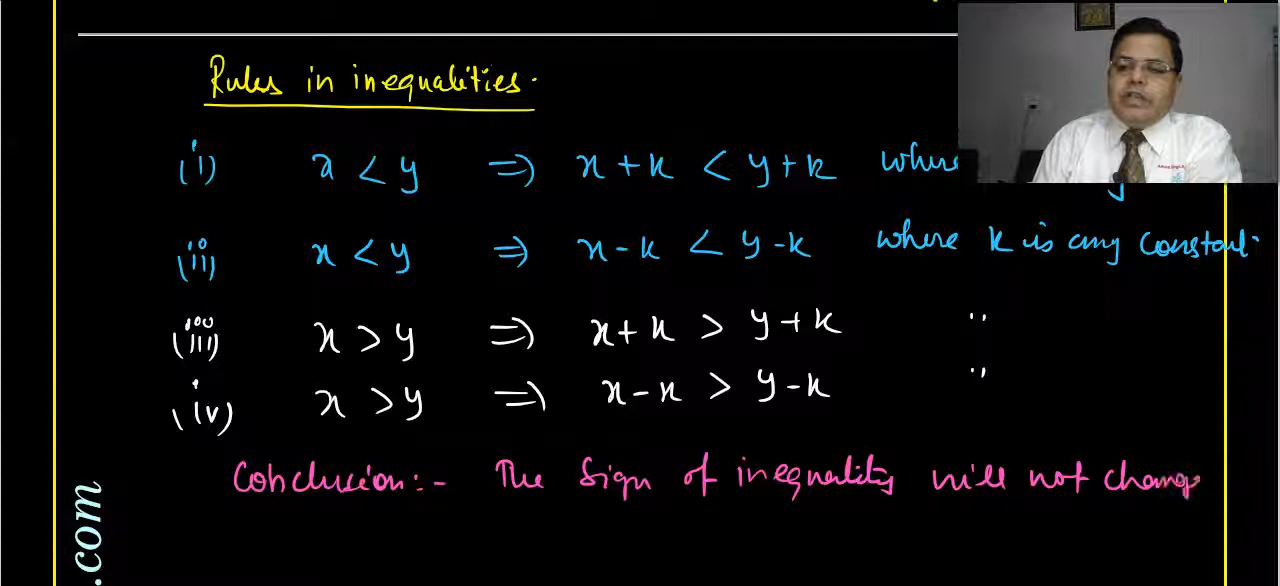 Rules in inequalities.
(i) x < y ⇒ x + k < y + k where
(ii) x < y ⇒ x - k < y - k where k is any constant.
(iii) x > y ⇒ x + k > y + k "
(iv) x > y ⇒ x - k > y - k "
Conclusion:- The sign of inequality will not change
.com